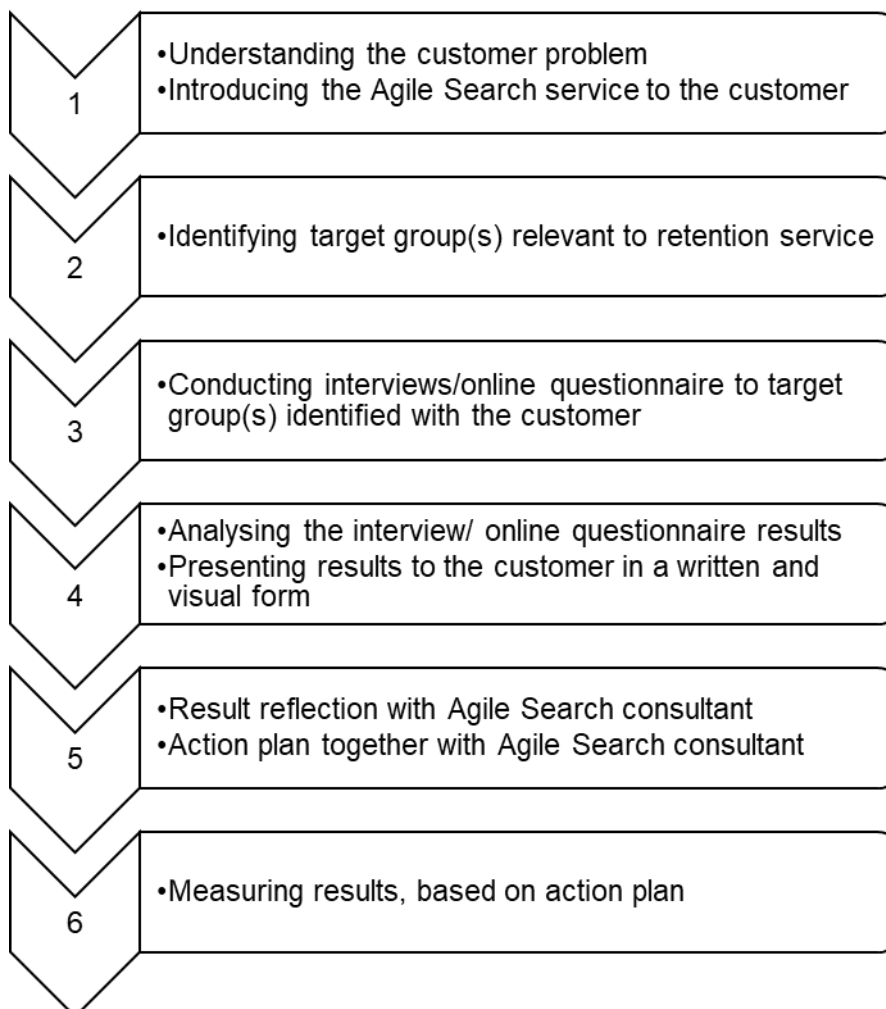 1
•Understanding the customer problem
•Introducing the Agile Search service to the customer
2
•Identifying target group(s) relevant to retention service
3
•Conducting interviews/online questionnaire to target
group(s) identified with the customer
4
•Analysing the interview/ online questionnaire results
•Presenting results to the customer in a written and
visual form
5
•Result reflection with Agile Search consultant
•Action plan together with Agile Search consultant
6
•Measuring results, based on action plan